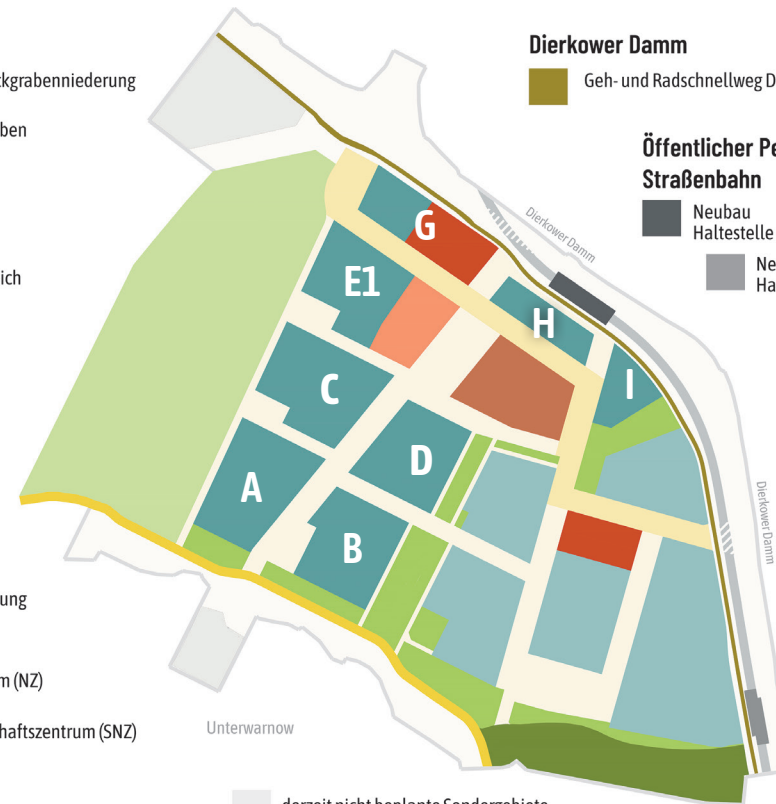 Dierkower Damm
Geh- und Radschnellweg D
Öffentlicher Pe
Straßenbahn
Neubau
Haltestelle
Ne
Ha
ckgrabenniederung
ben
ich
ung
m (NZ)
haftszentrum (SNZ)
Dierkower Damm
G
E1
H
I
C
D
A
B
Dierkower Damm
Unterwarnow
derzeit nicht beplante Sondergebiete